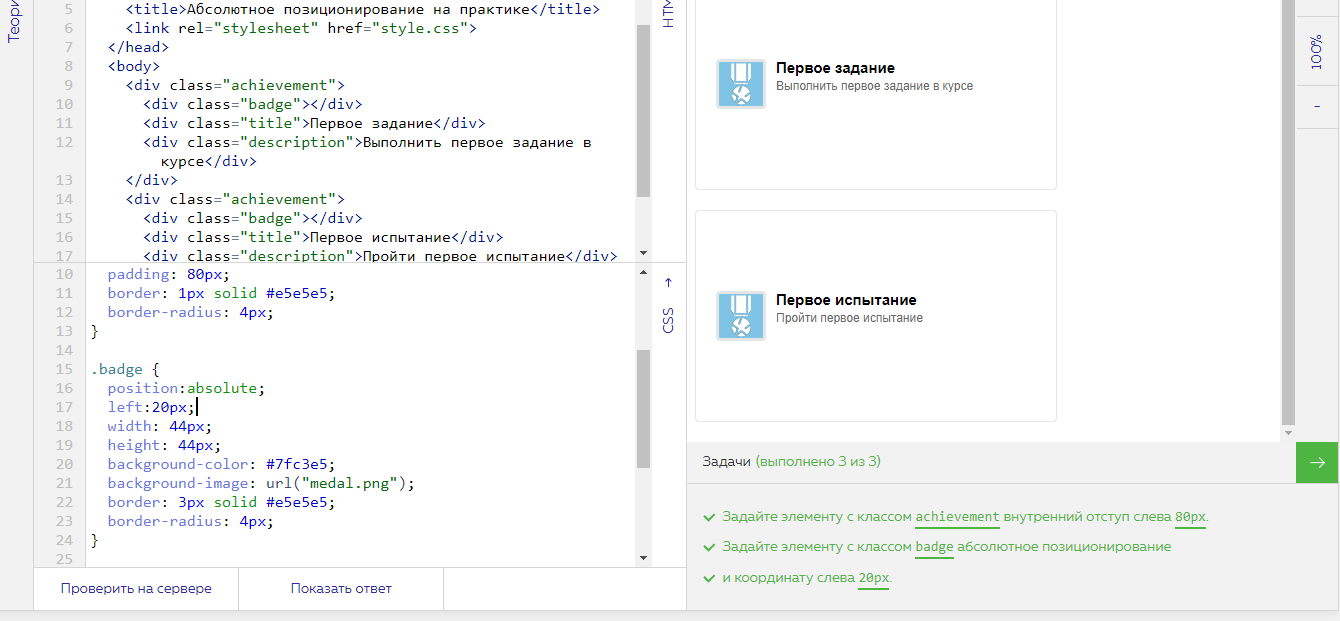 Теори
5 <title>Абсолютное позиционирование на практике</title>
6 <link rel="stylesheet" href="style.css">
7 </head>
8 <body>
9 <div class="achievement">
10 <div class="badge"></div>
11 <div class="title">Первое задание</div>
12 <div class="description">Выполнить первое задание в
курсе</div>
13 </div>
14 <div class="achievement">
15 <div class="badge"></div>
16 <div class="title">Первое испытание</div>
17 <div class="description">Пройти первое испытание</div>
HTM
10 padding: 80px;
11 border: 1px solid #e5e5e5;
12 border-radius: 4px;
13 }
14
15 .badge {
16 position:absolute;
17 left:20px;
18 width: 44px;
19 height: 44px;
20 background-color: #7fc3e5;
21 background-image: url("medal.png");
22 border: 3px solid #e5e5e5;
23 border-radius: 4px;
24 }
25
↑
CSS
Проверить на сервере
Показать ответ
Первое задание
Выполнить первое задание в курсе
Первое испытание
Пройти первое испытание
100%
-
Задачи (выполнено 3 из 3)
→
Задайте элементу с классом achievement внутренний отступ слева 80px.
Задайте элементу с классом badge абсолютное позиционирование
и координату слева 20px.